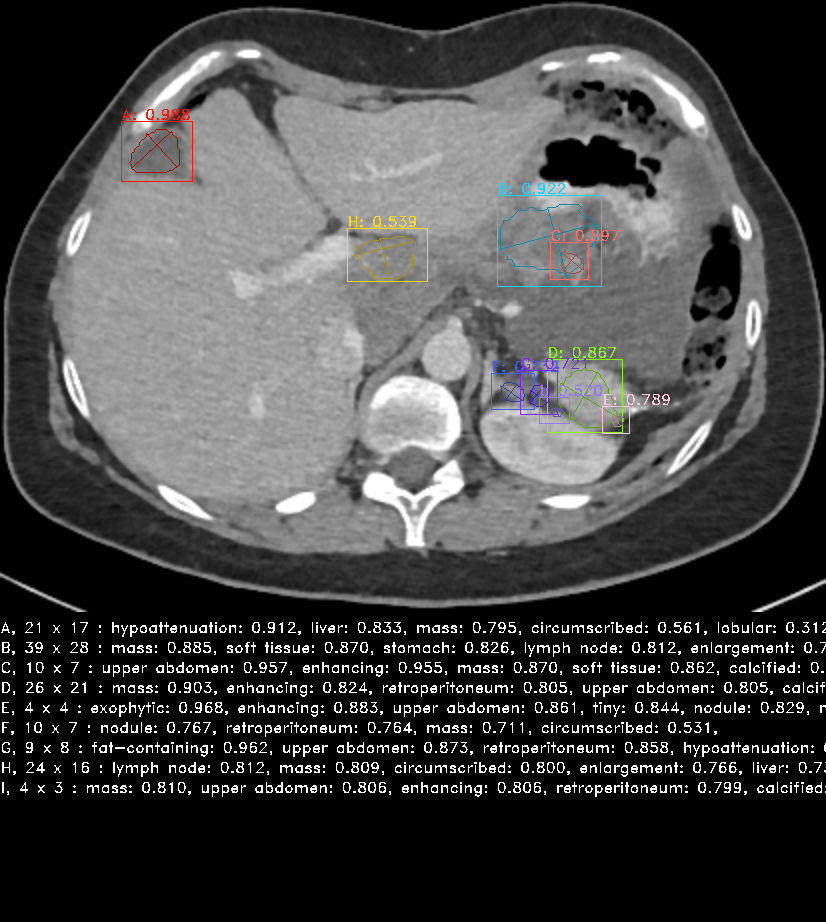 A: 0.988
B: 0.922
H: 0.539
C: 0.897
D: 0.867
G: 0.721
E: 0.789
A, 21 x 17 : hypoattenuation: 0.912, liver: 0.833, mass: 0.795, circumscribed: 0.561, lobular: 0.312
B, 39 x 28 : mass: 0.885, soft tissue: 0.870, stomach: 0.826, lymph node: 0.812, enlargement: 0.7
C, 10 x 7 : upper abdomen: 0.957, enhancing: 0.955, mass: 0.870, soft tissue: 0.862, calcified: 0.
D, 26 x 21 : mass: 0.903, enhancing: 0.824, retroperitoneum: 0.805, upper abdomen: 0.805, calcif
E, 4 x 4 : exophytic: 0.968, enhancing: 0.883, upper abdomen: 0.861, tiny: 0.844, nodule: 0.829, r
F, 10 x 7 : nodule: 0.767, retroperitoneum: 0.764, mass: 0.711, circumscribed: 0.531,
G, 9 x 8 : fat-containing: 0.962, upper abdomen: 0.873, retroperitoneum: 0.858, hypoattenuation:
H, 24 x 16 : lymph node: 0.812, mass: 0.809, circumscribed: 0.800, enlargement: 0.766, liver: 0.7
I, 4 x 3 : mass: 0.810, upper abdomen: 0.806, enhancing: 0.806, retroperitoneum: 0.799, calcified: